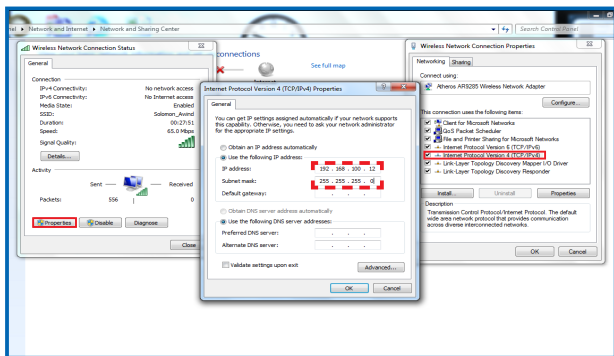 nel ▸ Network and Internet ▸ Network and Sharing Center
Search Control Panel
Wireless Network Connection Status
General
Connection
IPv4 Connectivity: No network access
IPv6 Connectivity: No Internet access
Media State: Enabled
SSID: Solomon_Awind
Duration: 00:27:51
Speed: 65.0 Mbps
Signal Quality:
Details...
Activity
Sent — — Received
Packets: 556 | 0
Properties Disable Diagnose
Close
connections
See full map
Internet Protocol Version 4 (TCP/IPv4) Properties
General
You can get IP settings assigned automatically if your network supports
this capability. Otherwise, you need to ask your network administrator
for the appropriate IP settings.
Obtain an IP address automatically
Use the following IP address:
IP address: 192 . 168 . 100 . 12
Subnet mask: 255 . 255 . 255 . 0
Default gateway: . . .
Obtain DNS server address automatically
Use the following DNS server addresses:
Preferred DNS server: . . .
Alternate DNS server: . . .
Validate settings upon exit
Advanced...
OK Cancel
Wireless Network Connection Properties
Networking Sharing
Connect using:
Atheros AR9285 Wireless Network Adapter
Configure...
This connection uses the following items:
Client for Microsoft Networks
QoS Packet Scheduler
File and Printer Sharing for Microsoft Networks
Internet Protocol Version 6 (TCP/IPv6)
Internet Protocol Version 4 (TCP/IPv4)
Link-Layer Topology Discovery Mapper I/O Driver
Link-Layer Topology Discovery Responder
Install... Uninstall Properties
Description
Transmission Control Protocol/Internet Protocol. The default
wide area network protocol that provides communication
across diverse interconnected networks.
OK Cancel